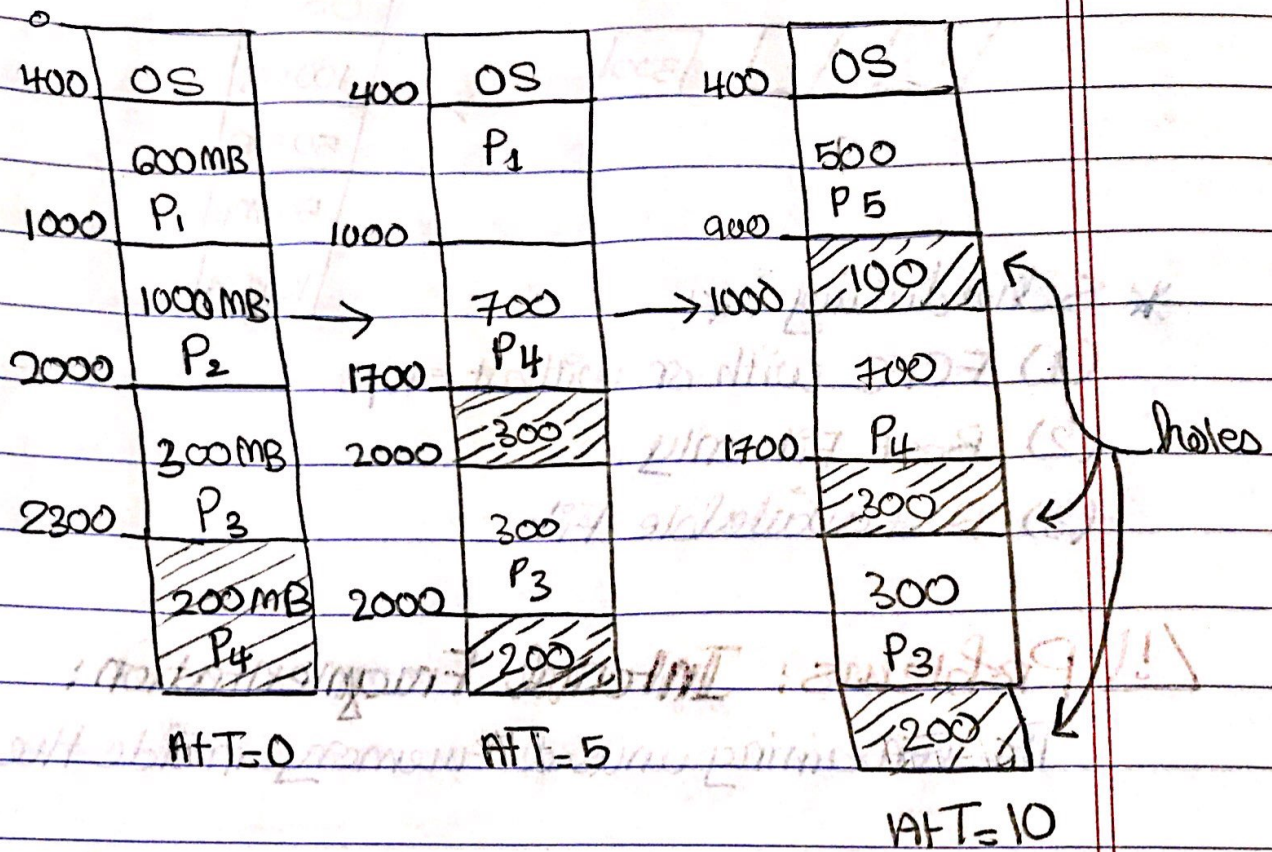 0
400 OS 400 OS 400 OS
600MB P1 500
P1 P5
1000 1000 900
100
1000MB → 700 → 1000
P2 P4 700
2000 1700
300MB 300 P4 holes
2000 1700
P3 300 300
2300
P3 300
200MB 2000
P4 200 P3
200
At T=0 At T=5
At T=10